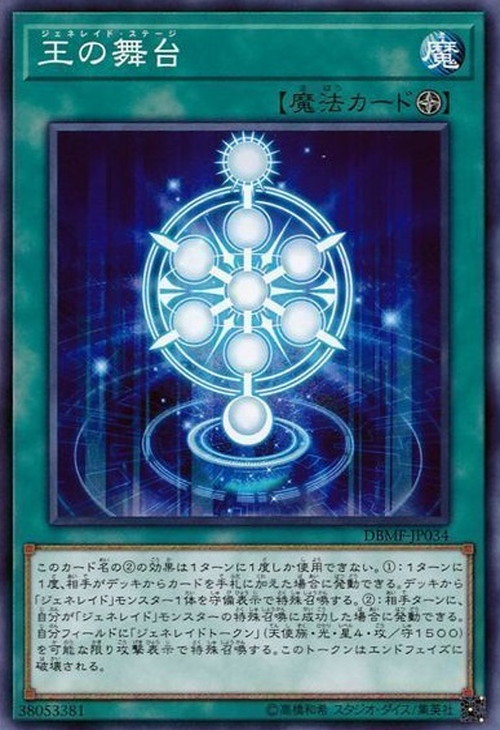 ジェネレイド・ステージ
王の舞台
魔
【魔法カード】
DBMF-JP034
このカード名の②の効果は1ターンに1度しか使用できない。①：1ターンに
1度、相手がデッキからカードを手札に加えた場合に発動できる。デッキから
「ジェネレイド」モンスター1体を守備表示で特殊召喚する。②：相手ターンに、
自分が「ジェネレイド」モンスターの特殊召喚に成功した場合に発動できる。
自分フィールドに「ジェネレイドトークン」(天使族・光・星4・攻／守1500)
を可能な限り攻撃表示で特殊召喚する。このトークンはエンドフェイズに
破壊される。
38053381
©高橋和希 スタジオ・ダイス/集英社